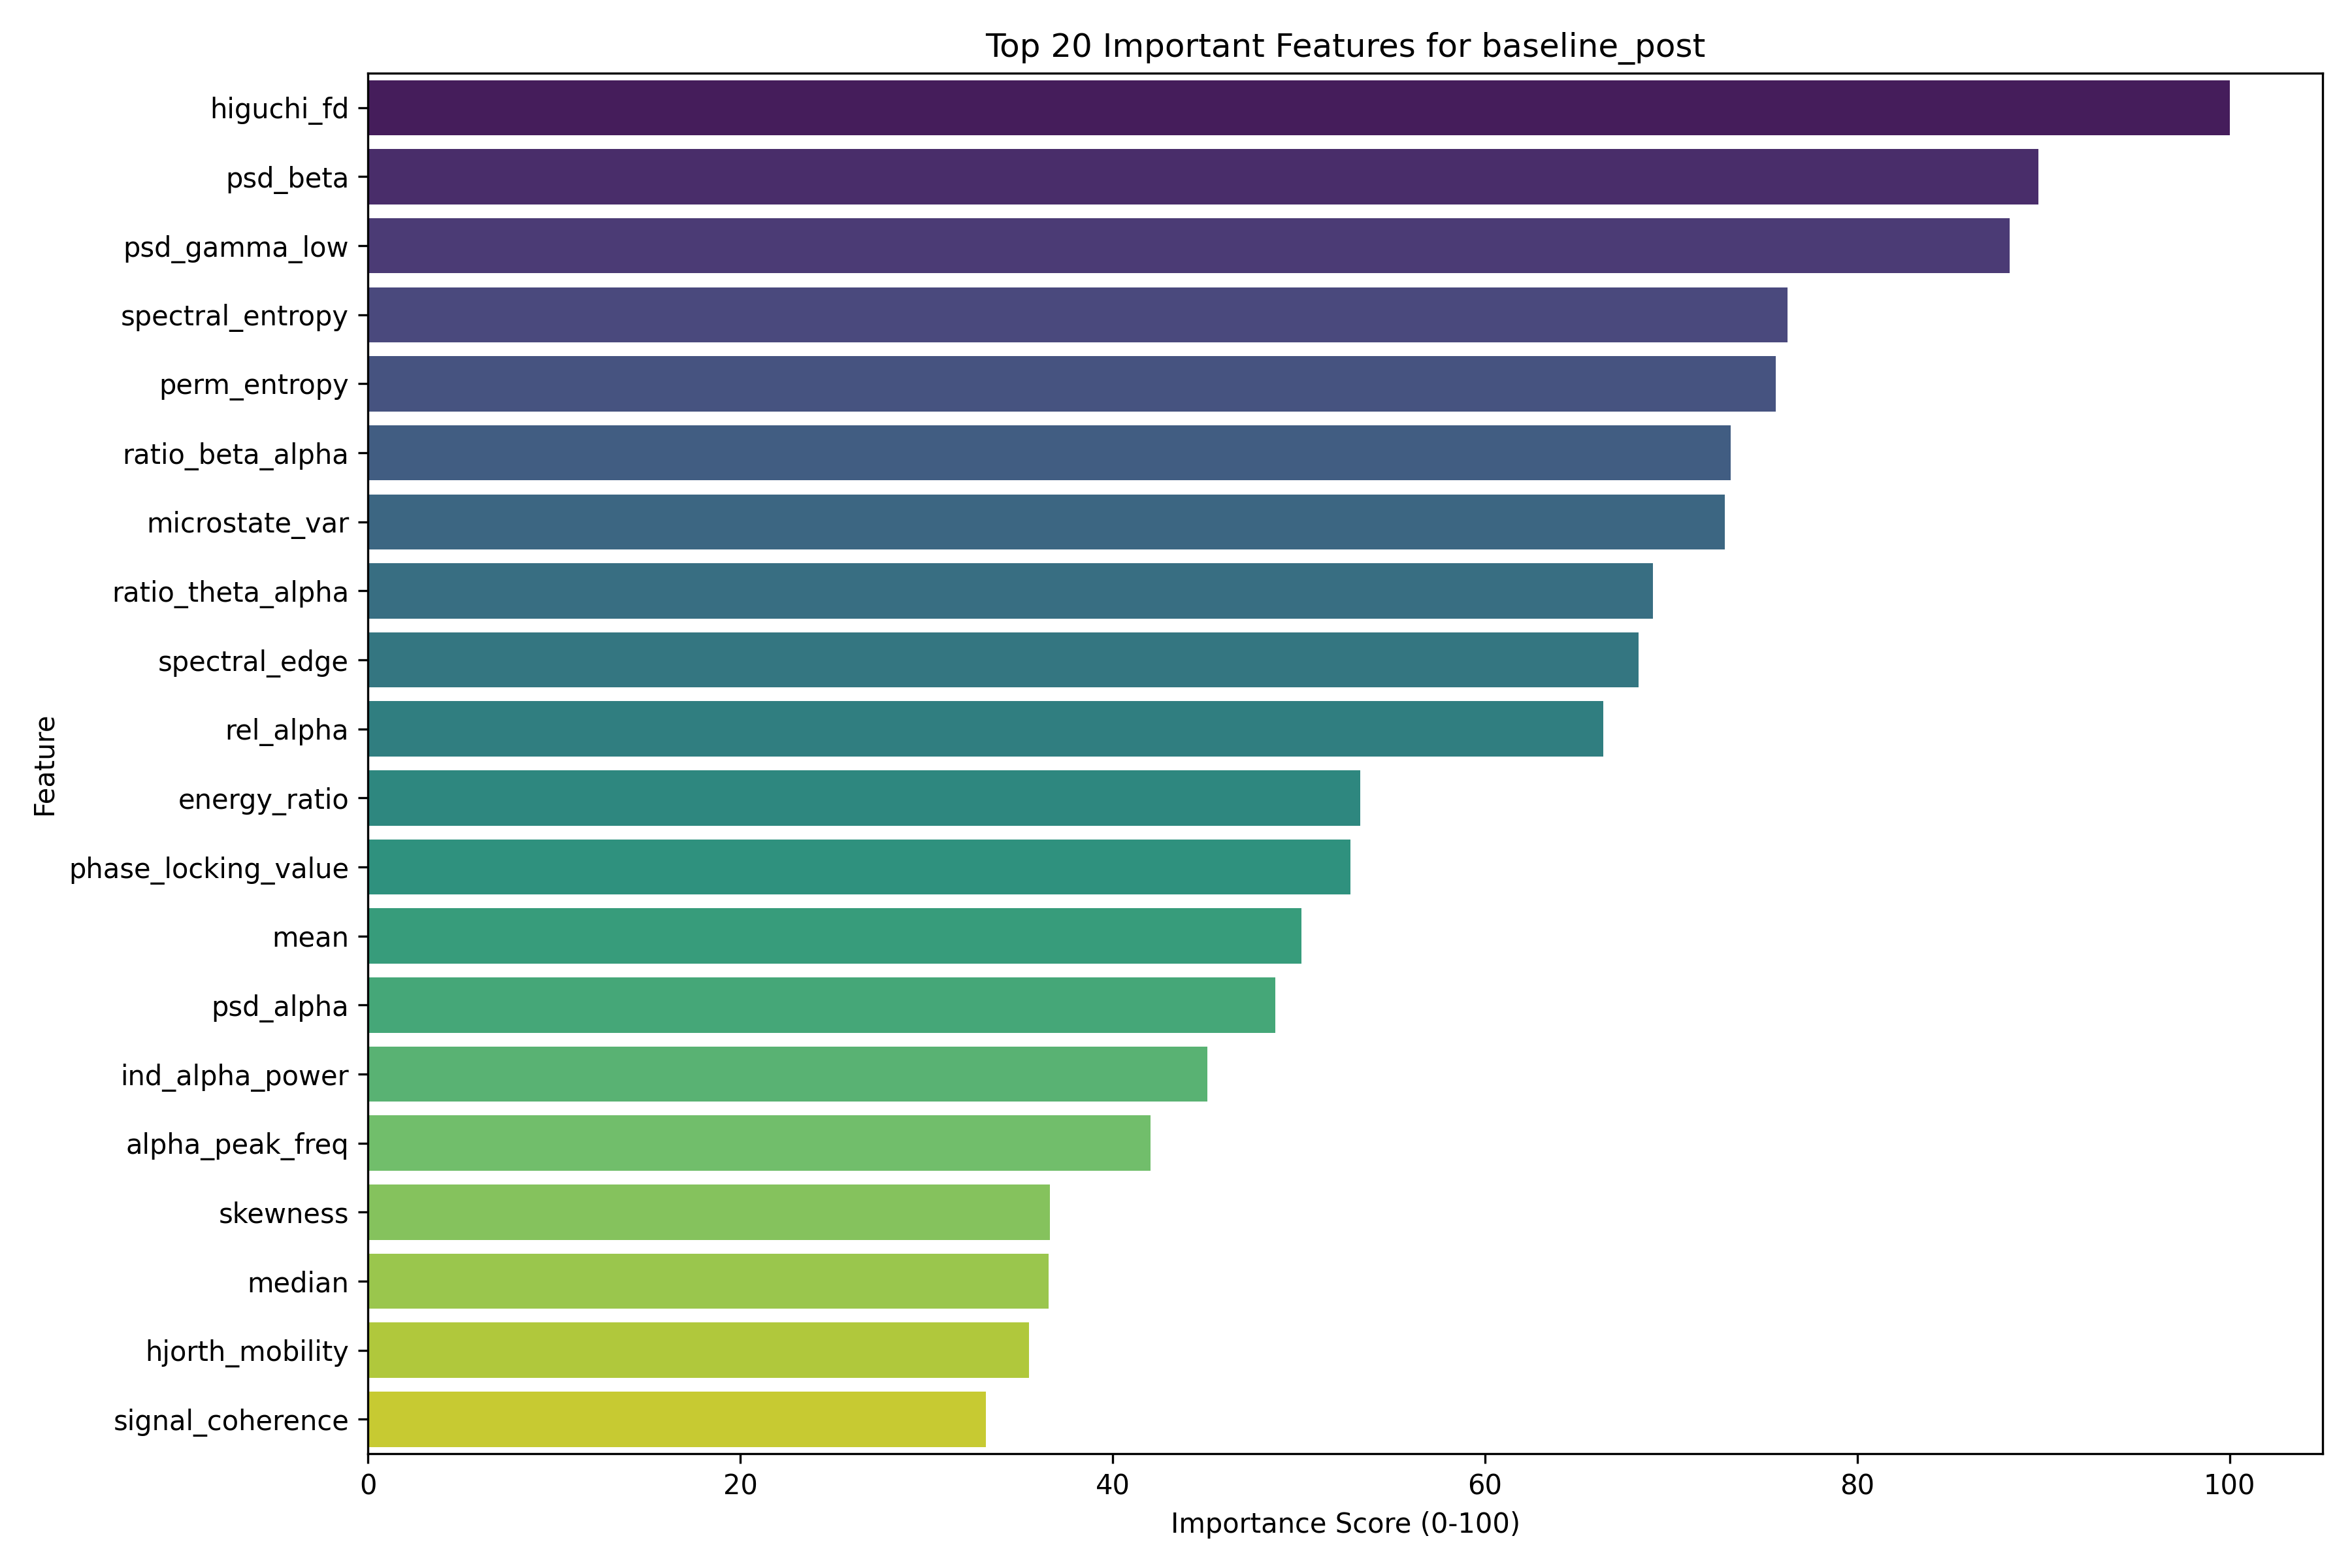 Top 20 Important Features for baseline_post
higuchi_fd
psd_beta
psd_gamma_low
spectral_entropy
perm_entropy
ratio_beta_alpha
microstate_var
ratio_theta_alpha
spectral_edge
rel_alpha
energy_ratio
phase_locking_value
mean
psd_alpha
ind_alpha_power
alpha_peak_freq
skewness
median
hjorth_mobility
signal_coherence
Feature
0 20 40 60 80 100
Importance Score (0-100)